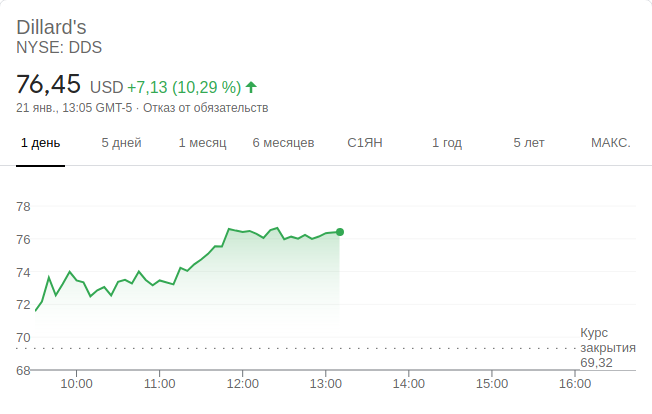 Dillard's
NYSE: DDS
76,45 USD +7,13 (10,29 %)
21 янв., 13:05 GMT-5 · Отказ от обязательств
1 день 5 дней 1 месяц 6 месяцев С1ЯН 1 год 5 лет МАКС.
78
76
74
72
70
68
Курс
закрытия
69,32
10:00 11:00 12:00 13:00 14:00 15:00 16:00